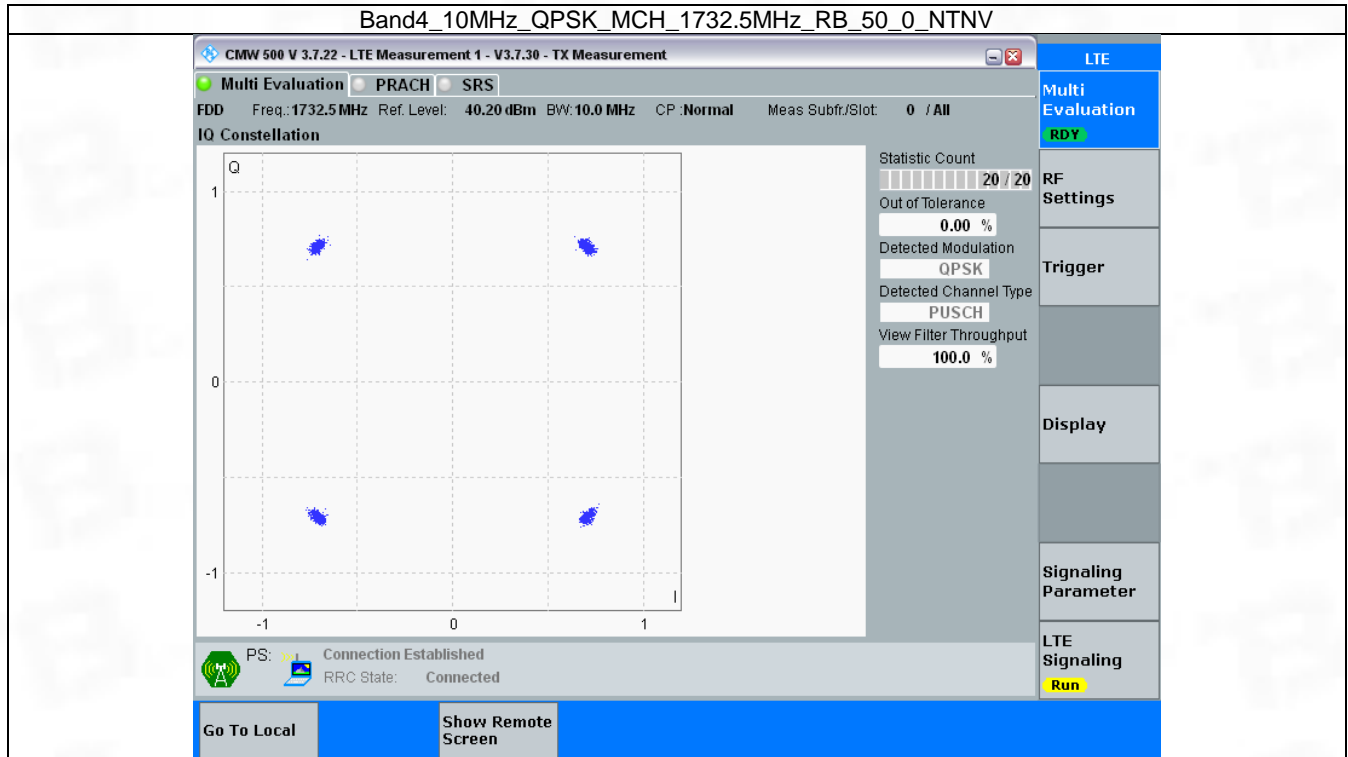 Band4_10MHz_QPSK_MCH_1732.5MHz_RB_50_0_NTNV
CMW 500 V 3.7.22 - LTE Measurement 1 - V3.7.30 - TX Measurement
Multi Evaluation PRACH SRS
FDD Freq.:1732.5 MHz Ref. Level: 40.20 dBm BW:10.0 MHz CP :Normal Meas Subfr./Slot: 0 / All
IQ Constellation
Q
1
0
-1
I
-1 0 1
Statistic Count
20 / 20
Out of Tolerance
0.00 %
Detected Modulation
QPSK
Detected Channel Type
PUSCH
View Filter Throughput
100.0 %
LTE
Multi
Evaluation
RDY
RF
Settings
Trigger
Display
Signaling
Parameter
LTE
Signaling
Run
PS: Connection Established
RRC State: Connected
Go To Local
Show Remote
Screen